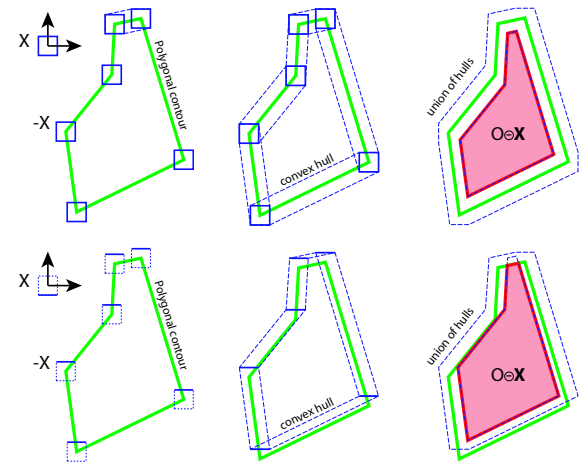 X
Polygonal contour
-X
convex hull
union of hulls
O⊖X
X
Polygonal contour
-X
convex hull
union of hulls
O⊖X